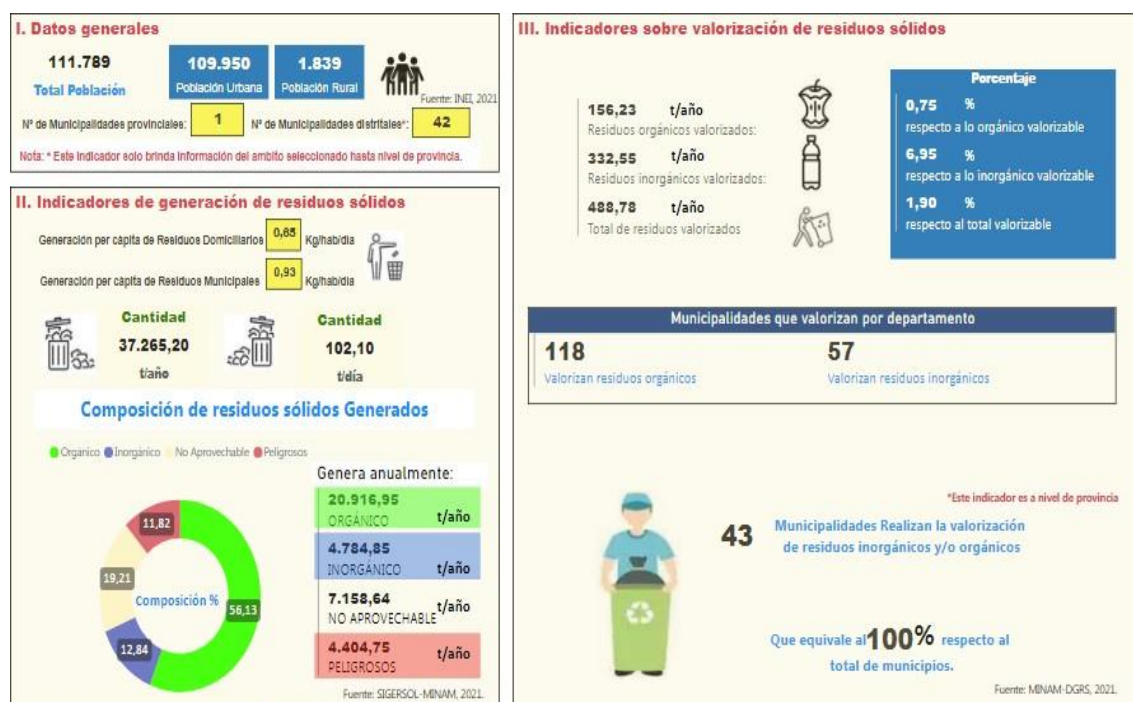 I. Datos generales
111.789
Total Población
109.950
Población Urbana
1.839
Población Rural
Fuente: INEI, 2021
Nº de Municipalidades provinciales: 1 Nº de Municipalidades distritales*: 42
Nota: * Este indicador solo brinda información del ambito seleccionado hasta nivel de provincia.
II. Indicadores de generación de residuos sólidos
Generación per cápita de Residuos Domiciliarios 0,65 Kg/hab/día
Generación per cápita de Residuos Municipales 0,93 Kg/hab/día
Cantidad
37.265,20
t/año
Cantidad
102,10
t/día
Composición de residuos sólidos Generados
Orgánico Inorgánico No Aprovechable Peligrosos
11,82
19,21
Composición %
56,13
12,84
Genera anualmente:
20.916,95
ORGÁNICO t/año
4.784,85
INORGÁNICO t/año
7.158,64
NO APROVECHABLE t/año
4.404,75
PELIGROSOS t/año
Fuente: SIGERSOL-MINAM, 2021.
III. Indicadores sobre valorización de residuos sólidos
156,23 t/año
Residuos orgánicos valorizados:
332,55 t/año
Residuos inorgánicos valorizados:
488,78 t/año
Total de residuos valorizados
Porcentaje
0,75 %
respecto a lo orgánico valorizable
6,95 %
respecto a lo inorgánico valorizable
1,90 %
respecto al total valorizable
Municipalidades que valorizan por departamento
118
Valorizan residuos orgánicos
57
Valorizan residuos inorgánicos
*Este indicador es a nivel de provincia
43 Municipalidades Realizan la valorización
de residuos inorgánicos y/o orgánicos
Que equivale al 100% respecto al
total de municipios.
Fuente: MINAM-DGRS, 2021.